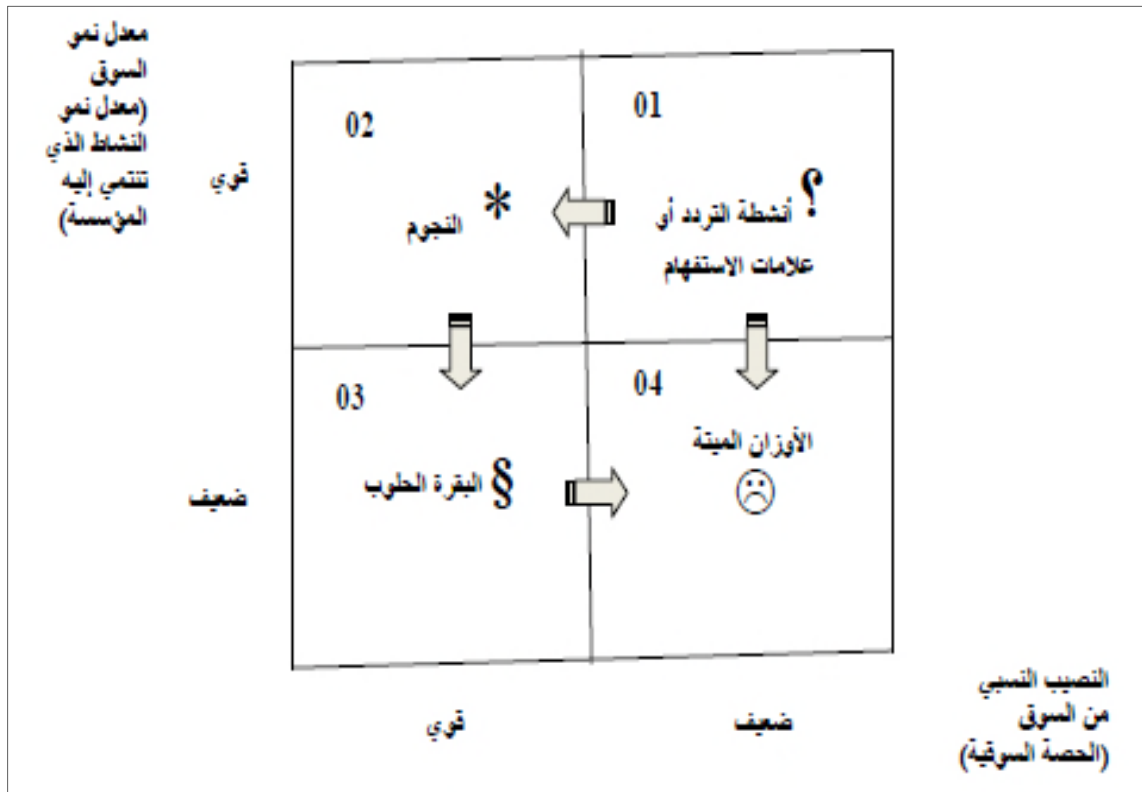 معدل نمو
السوق
(معدل نمو
النشاط الذي
تنتمي إليه
المؤسسة)
قوي
01
؟ أنشطة التردد أو
علامات الاستفهام
02
* النجوم
ضعيف
03
§ البقرة الحلوب
04
الأوزان الميتة
قوي
ضعيف
النصيب النسبي
من السوق
(الحصة السوقية)